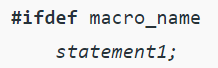 #ifdef macro_name
statement1;